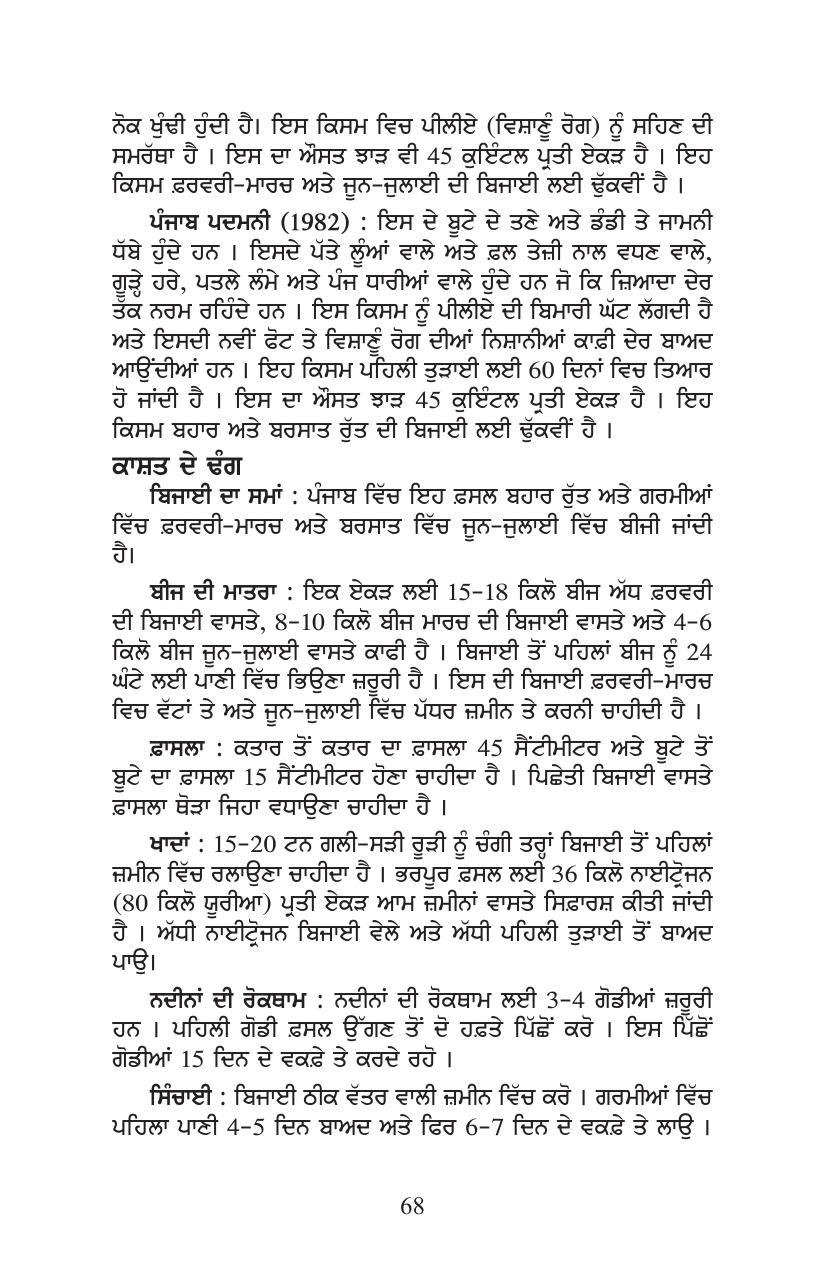 ਨੋਕ ਖੁੰਢੀ ਹੁੰਦੀ ਹੈ। ਇਸ ਕਿਸਮ ਵਿਚ ਪੀਲੀਏ (ਵਿਸ਼ਾਣੂੰ ਰੋਗ) ਨੂੰ ਸਹਿਣ ਦੀ
ਸਮਰੱਥਾ ਹੈ । ਇਸ ਦਾ ਔਸਤ ਝਾੜ ਵੀ 45 ਕੁਇੰਟਲ ਪ੍ਰਤੀ ਏਕੜ ਹੈ । ਇਹ
ਕਿਸਮ ਫ਼ਰਵਰੀ-ਮਾਰਚ ਅਤੇ ਜੂਨ-ਜੁਲਾਈ ਦੀ ਬਿਜਾਈ ਲਈ ਢੁੱਕਵੀਂ ਹੈ ।
ਪੰਜਾਬ ਪਦਮਨੀ (1982) : ਇਸ ਦੇ ਬੂਟੇ ਦੇ ਤਣੇ ਅਤੇ ਡੰਡੀ ਤੇ ਜਾਮਨੀ
ਧੱਬੇ ਹੁੰਦੇ ਹਨ । ਇਸਦੇ ਪੱਤੇ ਲੂੰਆਂ ਵਾਲੇ ਅਤੇ ਫ਼ਲ ਤੇਜ਼ੀ ਨਾਲ ਵਧਣ ਵਾਲੇ,
ਗੂੜ੍ਹੇ ਹਰੇ, ਪਤਲੇ ਲੰਮੇ ਅਤੇ ਪੰਜ ਧਾਰੀਆਂ ਵਾਲੇ ਹੁੰਦੇ ਹਨ ਜੋ ਕਿ ਜ਼ਿਆਦਾ ਦੇਰ
ਤੱਕ ਨਰਮ ਰਹਿੰਦੇ ਹਨ । ਇਸ ਕਿਸਮ ਨੂੰ ਪੀਲੀਏ ਦੀ ਬਿਮਾਰੀ ਘੱਟ ਲੱਗਦੀ ਹੈ
ਅਤੇ ਇਸਦੀ ਨਵੀਂ ਫੋਟ ਤੇ ਵਿਸ਼ਾਣੂੰ ਰੋਗ ਦੀਆਂ ਨਿਸ਼ਾਨੀਆਂ ਕਾਫ਼ੀ ਦੇਰ ਬਾਅਦ
ਆਉਂਦੀਆਂ ਹਨ । ਇਹ ਕਿਸਮ ਪਹਿਲੀ ਤੁੜਾਈ ਲਈ 60 ਦਿਨਾਂ ਵਿਚ ਤਿਆਰ
ਹੋ ਜਾਂਦੀ ਹੈ । ਇਸ ਦਾ ਔਸਤ ਝਾੜ 45 ਕੁਇੰਟਲ ਪ੍ਰਤੀ ਏਕੜ ਹੈ । ਇਹ
ਕਿਸਮ ਬਹਾਰ ਅਤੇ ਬਰਸਾਤ ਰੁੱਤ ਦੀ ਬਿਜਾਈ ਲਈ ਢੁੱਕਵੀਂ ਹੈ ।
ਕਾਸ਼ਤ ਦੇ ਢੰਗ
ਬਿਜਾਈ ਦਾ ਸਮਾਂ : ਪੰਜਾਬ ਵਿੱਚ ਇਹ ਫ਼ਸਲ ਬਹਾਰ ਰੁੱਤ ਅਤੇ ਗਰਮੀਆਂ
ਵਿੱਚ ਫ਼ਰਵਰੀ-ਮਾਰਚ ਅਤੇ ਬਰਸਾਤ ਵਿੱਚ ਜੂਨ-ਜੁਲਾਈ ਵਿੱਚ ਬੀਜੀ ਜਾਂਦੀ
ਹੈ।
ਬੀਜ ਦੀ ਮਾਤਰਾ : ਇਕ ਏਕੜ ਲਈ 15-18 ਕਿਲੋ ਬੀਜ ਅੱਧ ਫ਼ਰਵਰੀ
ਦੀ ਬਿਜਾਈ ਵਾਸਤੇ, 8-10 ਕਿਲੋ ਬੀਜ ਮਾਰਚ ਦੀ ਬਿਜਾਈ ਵਾਸਤੇ ਅਤੇ 4-6
ਕਿਲੋ ਬੀਜ ਜੂਨ-ਜੁਲਾਈ ਵਾਸਤੇ ਕਾਫੀ ਹੈ । ਬਿਜਾਈ ਤੋਂ ਪਹਿਲਾਂ ਬੀਜ ਨੂੰ 24
ਘੰਟੇ ਲਈ ਪਾਣੀ ਵਿੱਚ ਭਿਉਣਾ ਜ਼ਰੂਰੀ ਹੈ । ਇਸ ਦੀ ਬਿਜਾਈ ਫ਼ਰਵਰੀ-ਮਾਰਚ
ਵਿਚ ਵੱਟਾਂ ਤੇ ਅਤੇ ਜੂਨ-ਜੁਲਾਈ ਵਿੱਚ ਪੱਧਰ ਜ਼ਮੀਨ ਤੇ ਕਰਨੀ ਚਾਹੀਦੀ ਹੈ ।
ਫ਼ਾਸਲਾ : ਕਤਾਰ ਤੋਂ ਕਤਾਰ ਦਾ ਫ਼ਾਸਲਾ 45 ਸੈਂਟੀਮੀਟਰ ਅਤੇ ਬੂਟੇ ਤੋਂ
ਬੂਟੇ ਦਾ ਫ਼ਾਸਲਾ 15 ਸੈਂਟੀਮੀਟਰ ਹੋਣਾ ਚਾਹੀਦਾ ਹੈ । ਪਿਛੇਤੀ ਬਿਜਾਈ ਵਾਸਤੇ
ਫ਼ਾਸਲਾ ਥੋੜਾ ਜਿਹਾ ਵਧਾਉਣਾ ਚਾਹੀਦਾ ਹੈ ।
ਖਾਦਾਂ : 15-20 ਟਨ ਗਲੀ-ਸੜੀ ਰੂੜੀ ਨੂੰ ਚੰਗੀ ਤਰ੍ਹਾਂ ਬਿਜਾਈ ਤੋਂ ਪਹਿਲਾਂ
ਜ਼ਮੀਨ ਵਿੱਚ ਰਲਾਉਣਾ ਚਾਹੀਦਾ ਹੈ । ਭਰਪੂਰ ਫ਼ਸਲ ਲਈ 36 ਕਿਲੋ ਨਾਈਟ੍ਰੋਜਨ
(80 ਕਿਲੋ ਯੂਰੀਆ) ਪ੍ਰਤੀ ਏਕੜ ਆਮ ਜ਼ਮੀਨਾਂ ਵਾਸਤੇ ਸਿਫ਼ਾਰਸ਼ ਕੀਤੀ ਜਾਂਦੀ
ਹੈ । ਅੱਧੀ ਨਾਈਟ੍ਰੋਜਨ ਬਿਜਾਈ ਵੇਲੇ ਅਤੇ ਅੱਧੀ ਪਹਿਲੀ ਤੁੜਾਈ ਤੋਂ ਬਾਅਦ
ਪਾਉ।
ਨਦੀਨਾਂ ਦੀ ਰੋਕਥਾਮ : ਨਦੀਨਾਂ ਦੀ ਰੋਕਥਾਮ ਲਈ 3-4 ਗੋਡੀਆਂ ਜ਼ਰੂਰੀ
ਹਨ । ਪਹਿਲੀ ਗੋਡੀ ਫ਼ਸਲ ਉੱਗਣ ਤੋਂ ਦੋ ਹਫ਼ਤੇ ਪਿੱਛੋਂ ਕਰੋ । ਇਸ ਪਿੱਛੋਂ
ਗੋਡੀਆਂ 15 ਦਿਨ ਦੇ ਵਕਫ਼ੇ ਤੇ ਕਰਦੇ ਰਹੋ ।
ਸਿੰਚਾਈ : ਬਿਜਾਈ ਠੀਕ ਵੱਤਰ ਵਾਲੀ ਜ਼ਮੀਨ ਵਿੱਚ ਕਰੋ । ਗਰਮੀਆਂ ਵਿੱਚ
ਪਹਿਲਾ ਪਾਣੀ 4-5 ਦਿਨ ਬਾਅਦ ਅਤੇ ਫਿਰ 6-7 ਦਿਨ ਦੇ ਵਕਫ਼ੇ ਤੇ ਲਾਉ ।
68